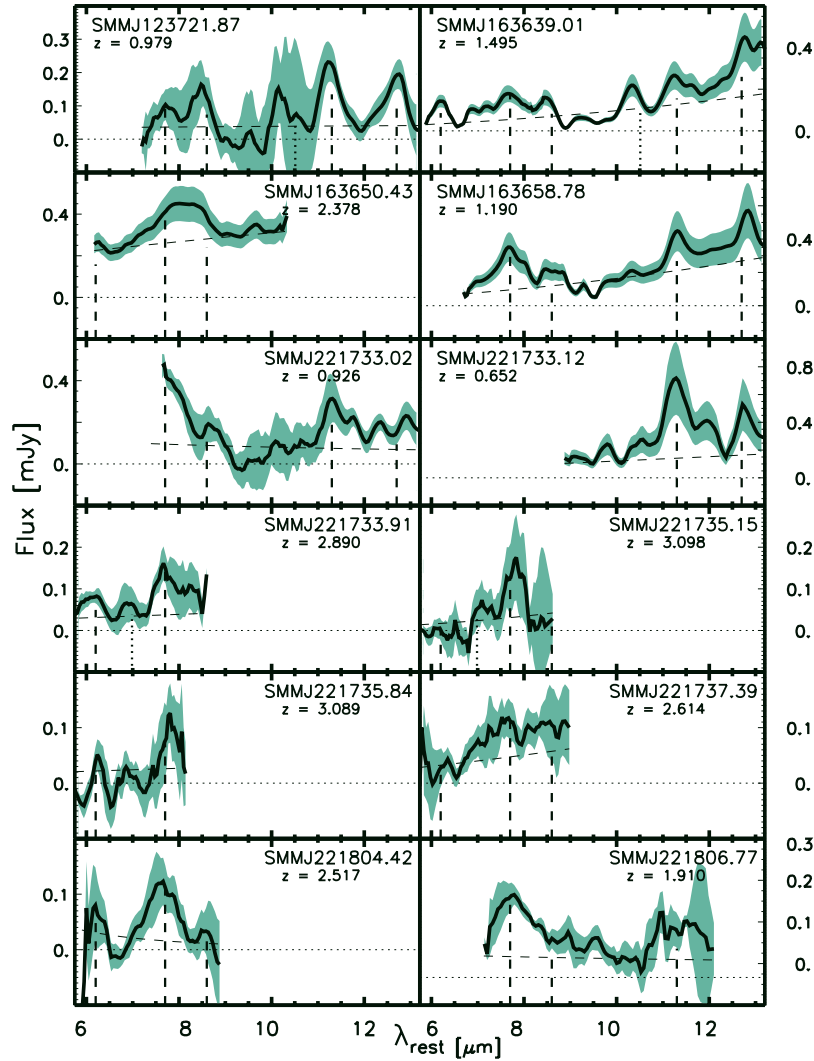 SMMJ123721.87
z = 0.979
0.3
0.2
0.1
0.
SMMJ163639.01
z = 1.495
0.4
0.
SMMJ163650.43
z = 2.378
0.4
0.
SMMJ163658.78
z = 1.190
0.4
0.
SMMJ221733.02
z = 0.926
0.4
0.
SMMJ221733.12
z = 0.652
0.8
0.4
0.
Flux [mJy]
SMMJ221733.91
z = 2.890
0.2
0.1
0.
SMMJ221735.15
z = 3.098
0.2
0.1
0.
SMMJ221735.84
z = 3.089
0.1
0.
SMMJ221737.39
z = 2.614
0.1
0.
SMMJ221804.42
z = 2.517
0.1
0.
SMMJ221806.77
z = 1.910
0.3
0.2
0.1
0.
6 8 10 12 6 8 10 12
λrest [μm]